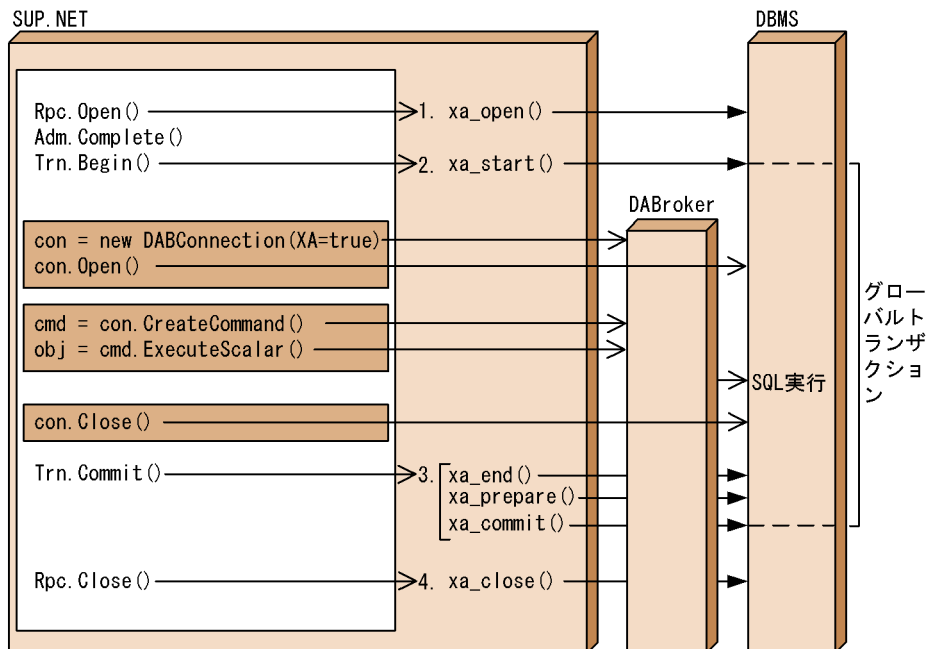 SUP.NET
DBMS
Rpc.Open()
1. xa_open()
Adm.Complete()
Trn.Begin()
2. xa_start()
DABroker
con = new DABConnection(XA=true)
con.Open()
cmd = con.CreateCommand()
obj = cmd.ExecuteScalar()
グロー
バルト
ランザ
クショ
ン
SQL実行
con.Close()
Trn.Commit()
3. xa_end()
xa_prepare()
xa_commit()
Rpc.Close()
4. xa_close()